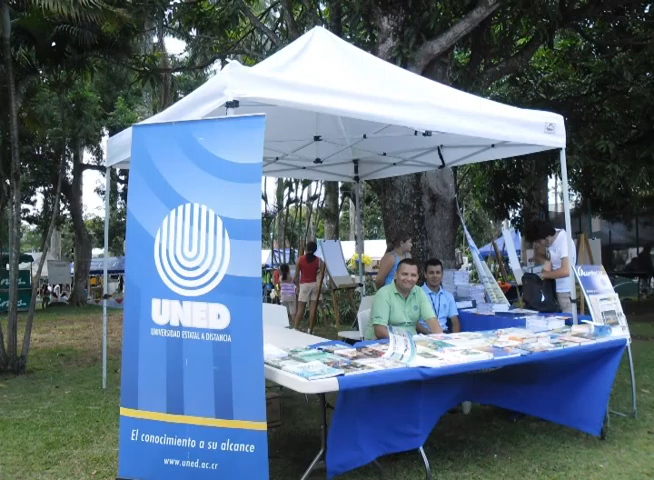 UNED
UNIVERSIDAD ESTATAL A DISTANCIA
El conocimiento a su alcance
www.uned.ac.cr